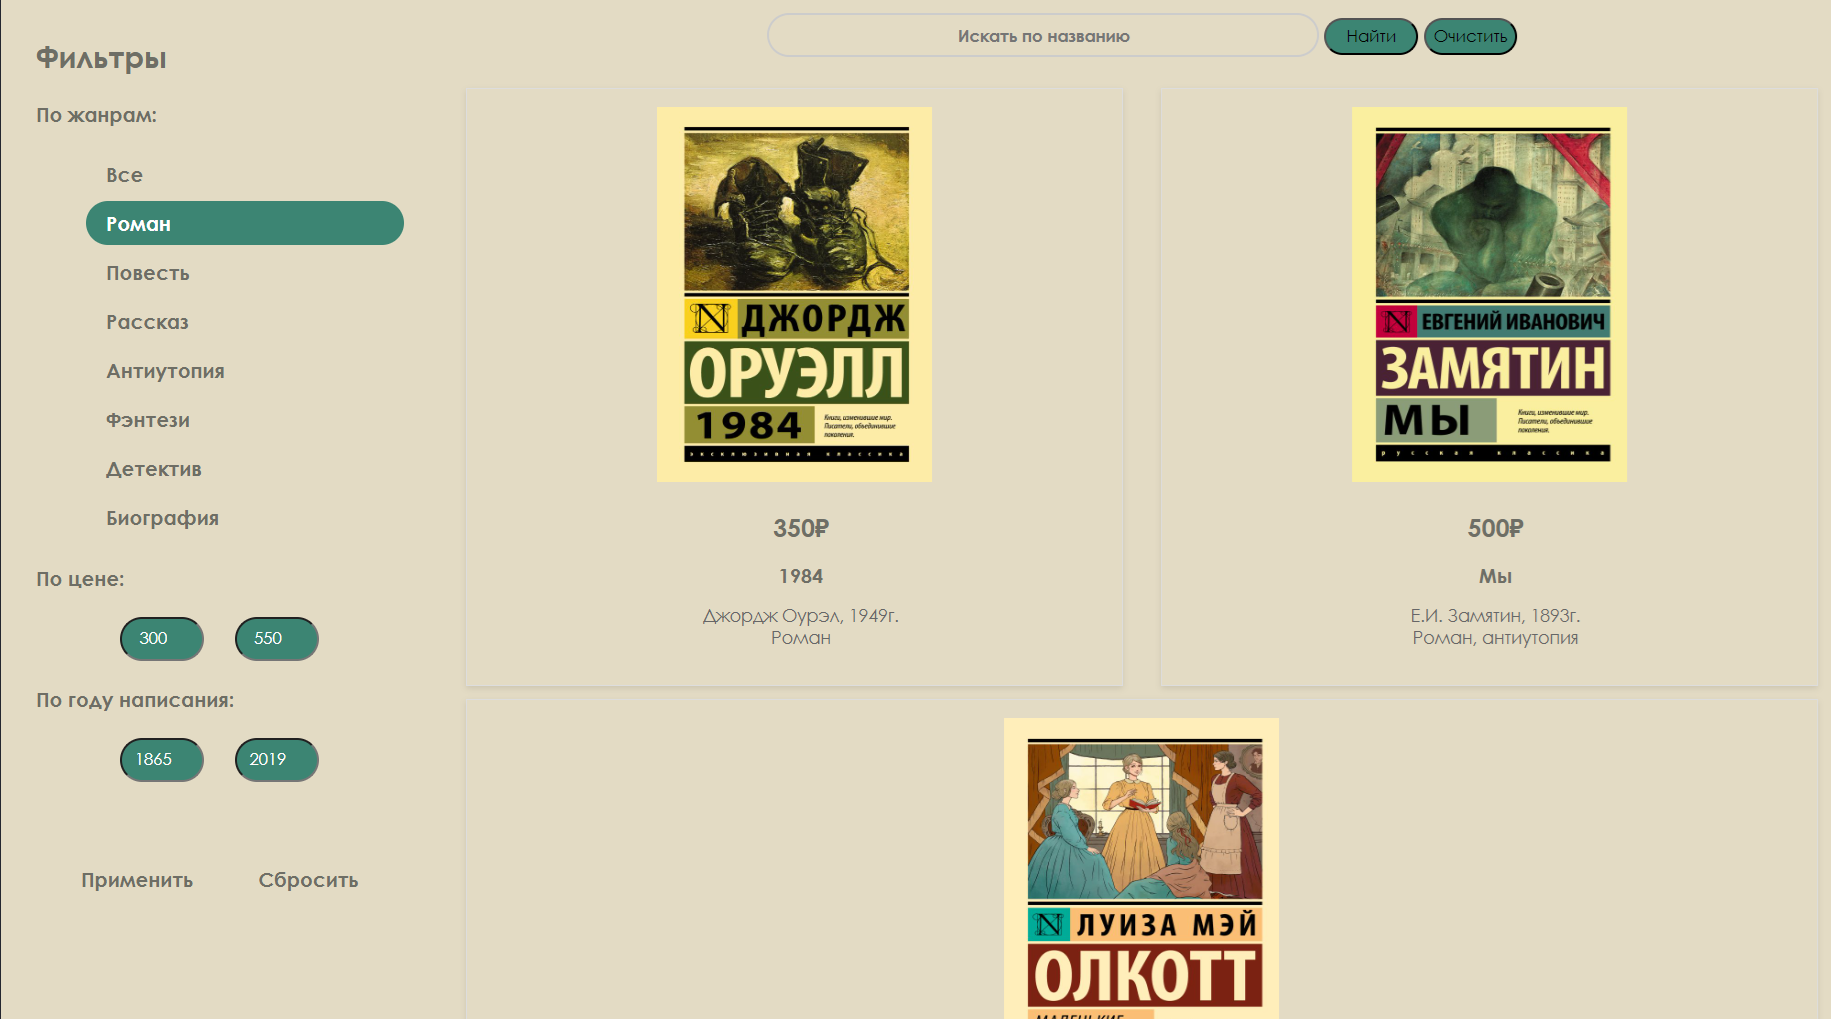 Фильтры
По жанрам:
Все
Роман
Повесть
Рассказ
Антиутопия
Фэнтези
Детектив
Биография
По цене:
300 550
По году написания:
1865 2019
Применить Сбросить
Искать по названию Найти Очистить
N ДЖОРДЖ
ОРУЭЛЛ
1984
Книги, изменившие мир.
Писатели, объединившие
поколения.
эксклюзивная классика
350₽
1984
Джордж Оурэл, 1949г.
Роман
N ЕВГЕНИЙ ИВАНОВИЧ
ЗАМЯТИН
МЫ
Книги, изменившие мир.
Писатели, объединившие
поколения.
русская классика
500₽
Мы
Е.И. Замятин, 1893г.
Роман, антиутопия
N ЛУИЗА МЭЙ
ОЛКОТТ
МАЛЕНЬКИЕ